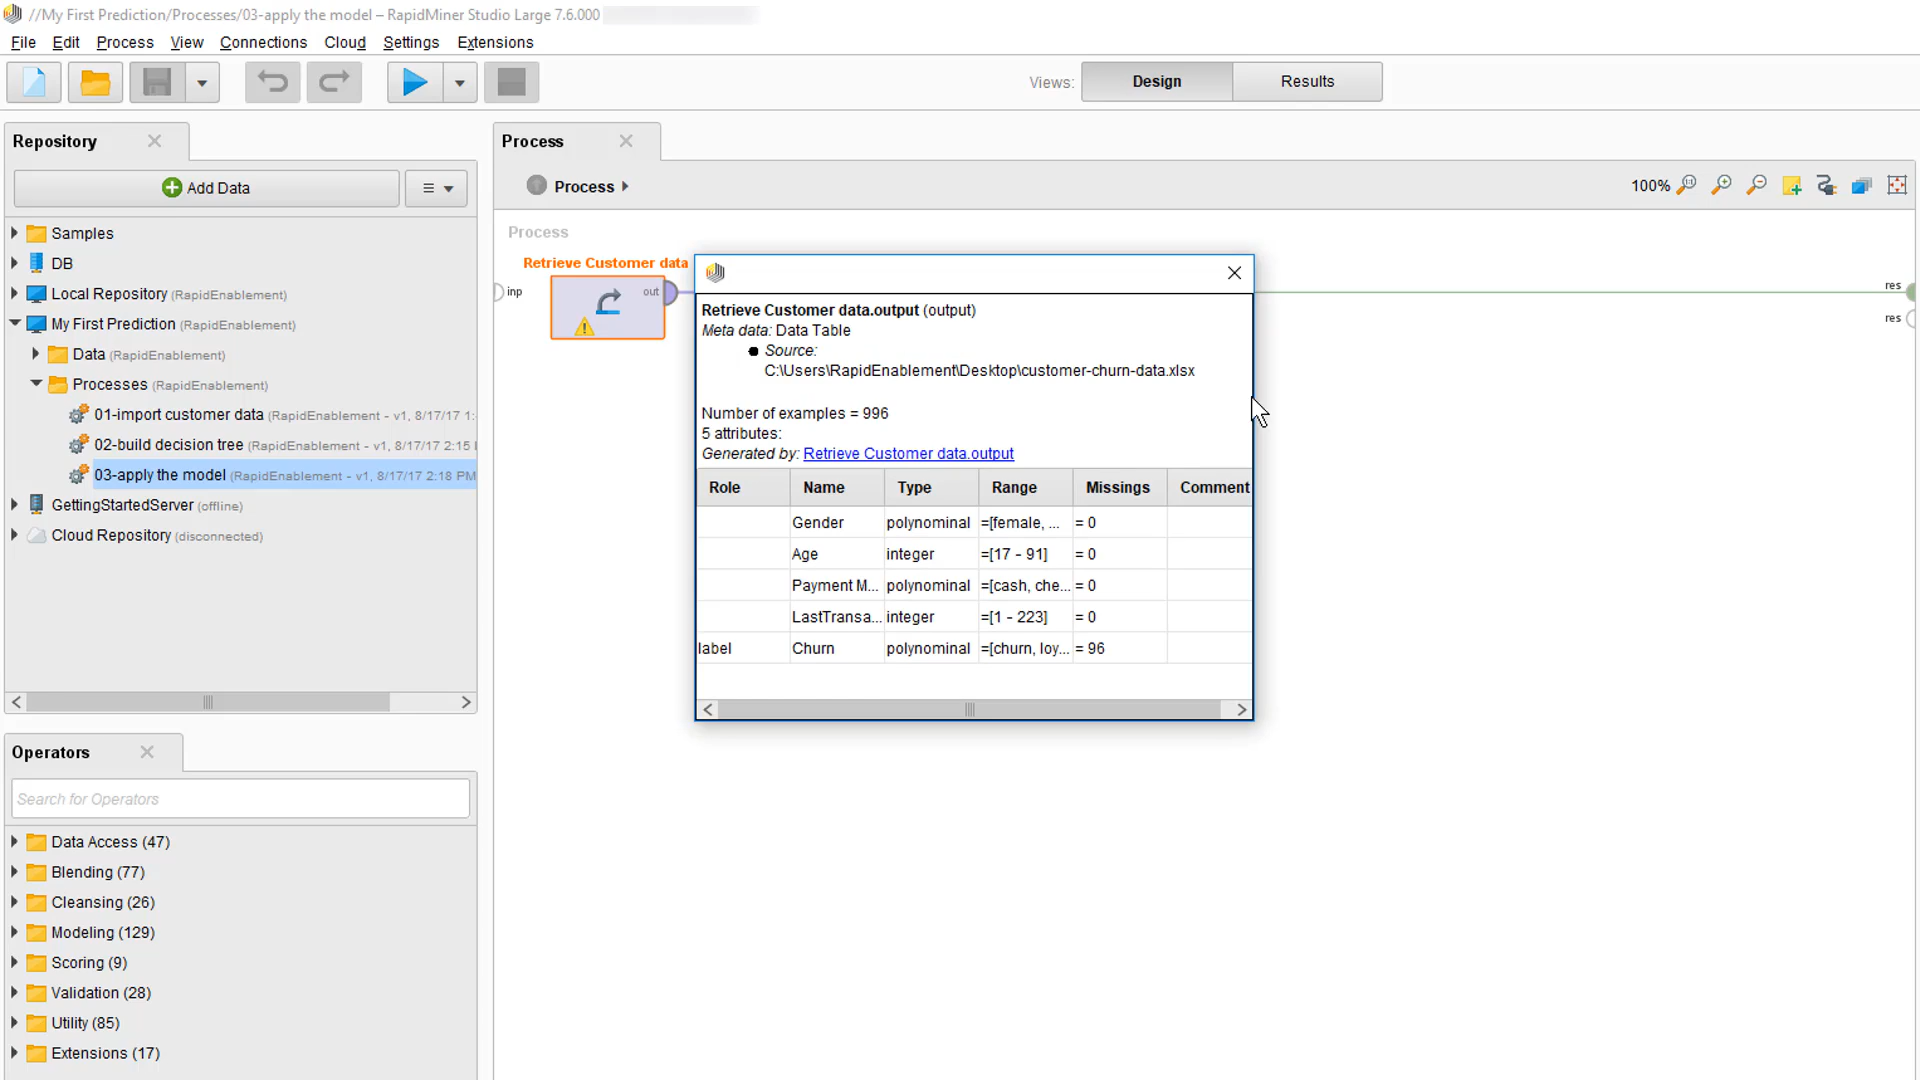 //My First Prediction/Processes/03-apply the model – RapidMiner Studio Large 7.6.000
File Edit Process View Connections Cloud Settings Extensions
Views: Design Results
Repository
Process
Add Data
Process
100%
Samples
DB
Local Repository (RapidEnablement)
My First Prediction (RapidEnablement)
Data (RapidEnablement)
Processes (RapidEnablement)
01-import customer data (RapidEnablement - v1, 8/17/17 1:
02-build decision tree (RapidEnablement - v1, 8/17/17 2:15
03-apply the model (RapidEnablement - v1, 8/17/17 2:18 PM
GettingStartedServer (offline)
Cloud Repository (disconnected)
Process
Retrieve Customer data
inp
out
res
res
Retrieve Customer data.output (output)
Meta data: Data Table
Source:
C:\Users\RapidEnablement\Desktop\customer-churn-data.xlsx
Number of examples = 996
5 attributes:
Generated by: Retrieve Customer data.output
Role Name Type Range Missings Comment
Gender polynominal =[female, ... = 0
Age integer =[17 - 91] = 0
Payment M... polynominal =[cash, che... = 0
LastTransa... integer =[1 - 223] = 0
label Churn polynominal =[churn, loy... = 96
Operators
Search for Operators
Data Access (47)
Blending (77)
Cleansing (26)
Modeling (129)
Scoring (9)
Validation (28)
Utility (85)
Extensions (17)